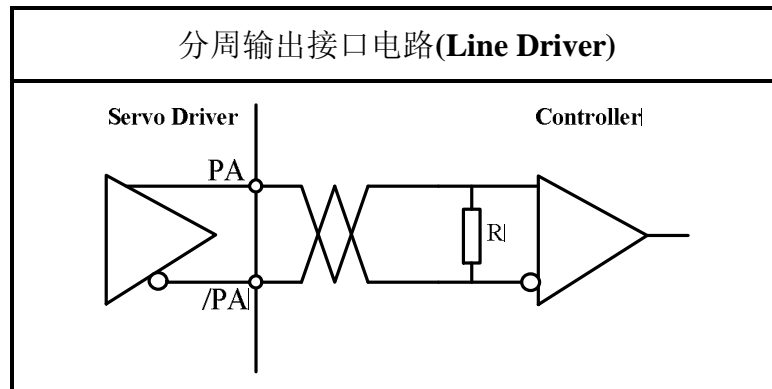 分周输出接口电路(Line Driver)
Servo Driver
Controller
PA
R
/PA